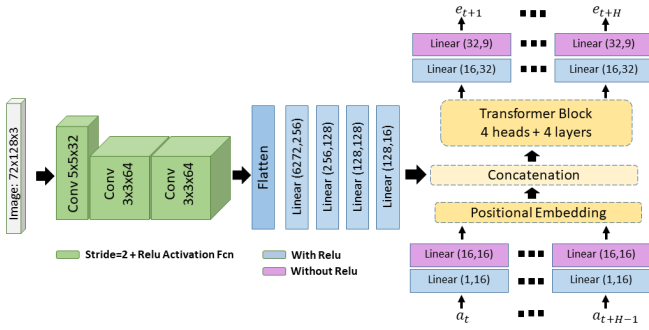 Image: 72x128x3
Conv 5x5x32
Conv
3x3x64
Conv
3x3x64
Stride=2 + Relu Activation Fcn
Flatten
Linear (6272,256)
Linear (256,128)
Linear (128,128)
Linear (128,16)
With Relu
Without Relu
e_{t+1}
e_{t+H}
Linear (32,9)
Linear (32,9)
Linear (16,32)
Linear (16,32)
Transformer Block
4 heads + 4 layers
Concatenation
Positional Embedding
Linear (16,16)
Linear (16,16)
Linear (1,16)
Linear (1,16)
a_t
a_{t+H-1}